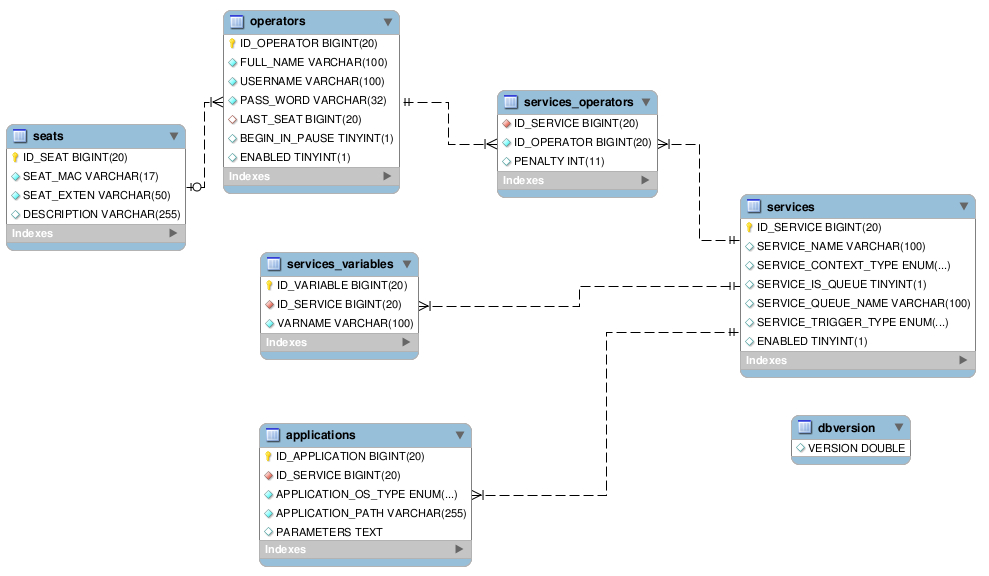 operators
ID_OPERATOR BIGINT(20)
FULL_NAME VARCHAR(100)
USERNAME VARCHAR(100)
PASS_WORD VARCHAR(32)
LAST_SEAT BIGINT(20)
BEGIN_IN_PAUSE TINYINT(1)
ENABLED TINYINT(1)
Indexes
seats
ID_SEAT BIGINT(20)
SEAT_MAC VARCHAR(17)
SEAT_EXTEN VARCHAR(50)
DESCRIPTION VARCHAR(255)
Indexes
services_operators
ID_SERVICE BIGINT(20)
ID_OPERATOR BIGINT(20)
PENALTY INT(11)
Indexes
services
ID_SERVICE BIGINT(20)
SERVICE_NAME VARCHAR(100)
SERVICE_CONTEXT_TYPE ENUM(...)
SERVICE_IS_QUEUE TINYINT(1)
SERVICE_QUEUE_NAME VARCHAR(100)
SERVICE_TRIGGER_TYPE ENUM(...)
ENABLED TINYINT(1)
Indexes
services_variables
ID_VARIABLE BIGINT(20)
ID_SERVICE BIGINT(20)
VARNAME VARCHAR(100)
Indexes
applications
ID_APPLICATION BIGINT(20)
ID_SERVICE BIGINT(20)
APPLICATION_OS_TYPE ENUM(...)
APPLICATION_PATH VARCHAR(255)
PARAMETERS TEXT
Indexes
dbversion
VERSION DOUBLE